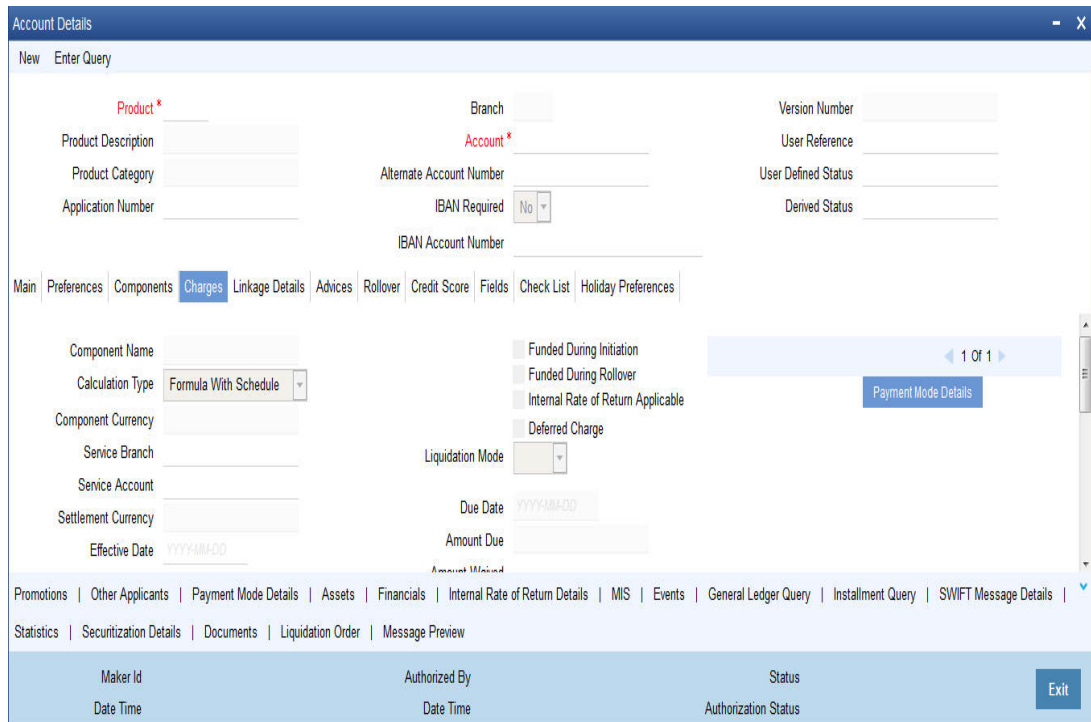 Account Details - X
New Enter Query
Product * Branch Version Number
Product Description Account * User Reference
Product Category Alternate Account Number User Defined Status
Application Number IBAN Required No Derived Status
IBAN Account Number
Main Preferences Components Charges Linkage Details Advices Rollover Credit Score Fields Check List Holiday Preferences
Component Name Funded During Initiation 1 Of 1
Calculation Type Formula With Schedule Funded During Rollover
Internal Rate of Return Applicable Payment Mode Details
Component Currency Deferred Charge
Service Branch Liquidation Mode
Service Account
Due Date YYYY-MM-DD
Settlement Currency
Amount Due
Effective Date YYYY-MM-DD
Amount Waived
Promotions | Other Applicants | Payment Mode Details | Assets | Financials | Internal Rate of Return Details | MIS | Events | General Ledger Query | Installment Query | SWIFT Message Details |
Statistics | Securitization Details | Documents | Liquidation Order | Message Preview
Maker Id Authorized By Status
Exit
Date Time Date Time Authorization Status